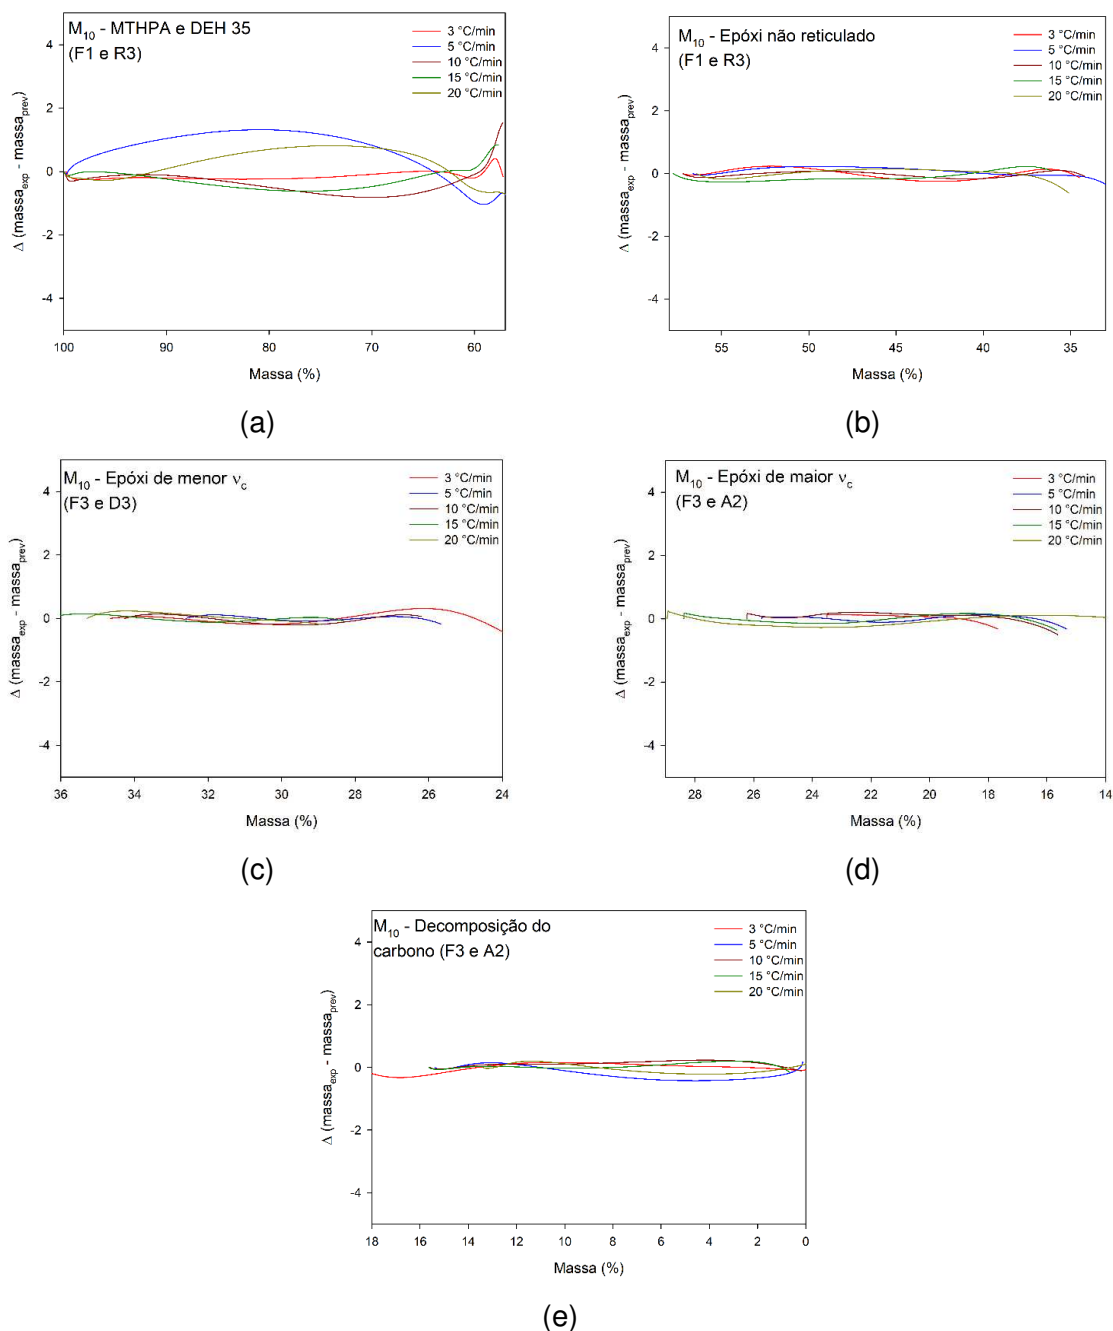 M10 - MTHPA e DEH 35
(F1 e R3)
3 °C/min
5 °C/min
10 °C/min
15 °C/min
20 °C/min
Δ (massaexp - massaprev)
4
2
0
-2
-4
100
90
80
70
60
Massa (%)
(a)
M10 - Epóxi não reticulado
(F1 e R3)
3 °C/min
5 °C/min
10 °C/min
15 °C/min
20 °C/min
Δ (massaexp - massaprev)
4
2
0
-2
-4
55
50
45
40
35
Massa (%)
(b)
M10 - Epóxi de menor νc
(F3 e D3)
3 °C/min
5 °C/min
10 °C/min
15 °C/min
20 °C/min
Δ (massaexp - massaprev)
4
2
0
-2
-4
36
34
32
30
28
26
24
Massa (%)
(c)
M10 - Epóxi de maior νc
(F3 e A2)
3 °C/min
5 °C/min
10 °C/min
15 °C/min
20 °C/min
Δ (massaexp - massaprev)
4
2
0
-2
-4
28
26
24
22
20
18
16
14
Massa (%)
(d)
M10 - Decomposição do
carbono (F3 e A2)
3 °C/min
5 °C/min
10 °C/min
15 °C/min
20 °C/min
Δ (massaexp - massaprev)
4
2
0
-2
-4
18
16
14
12
10
8
6
4
2
0
Massa (%)
(e)